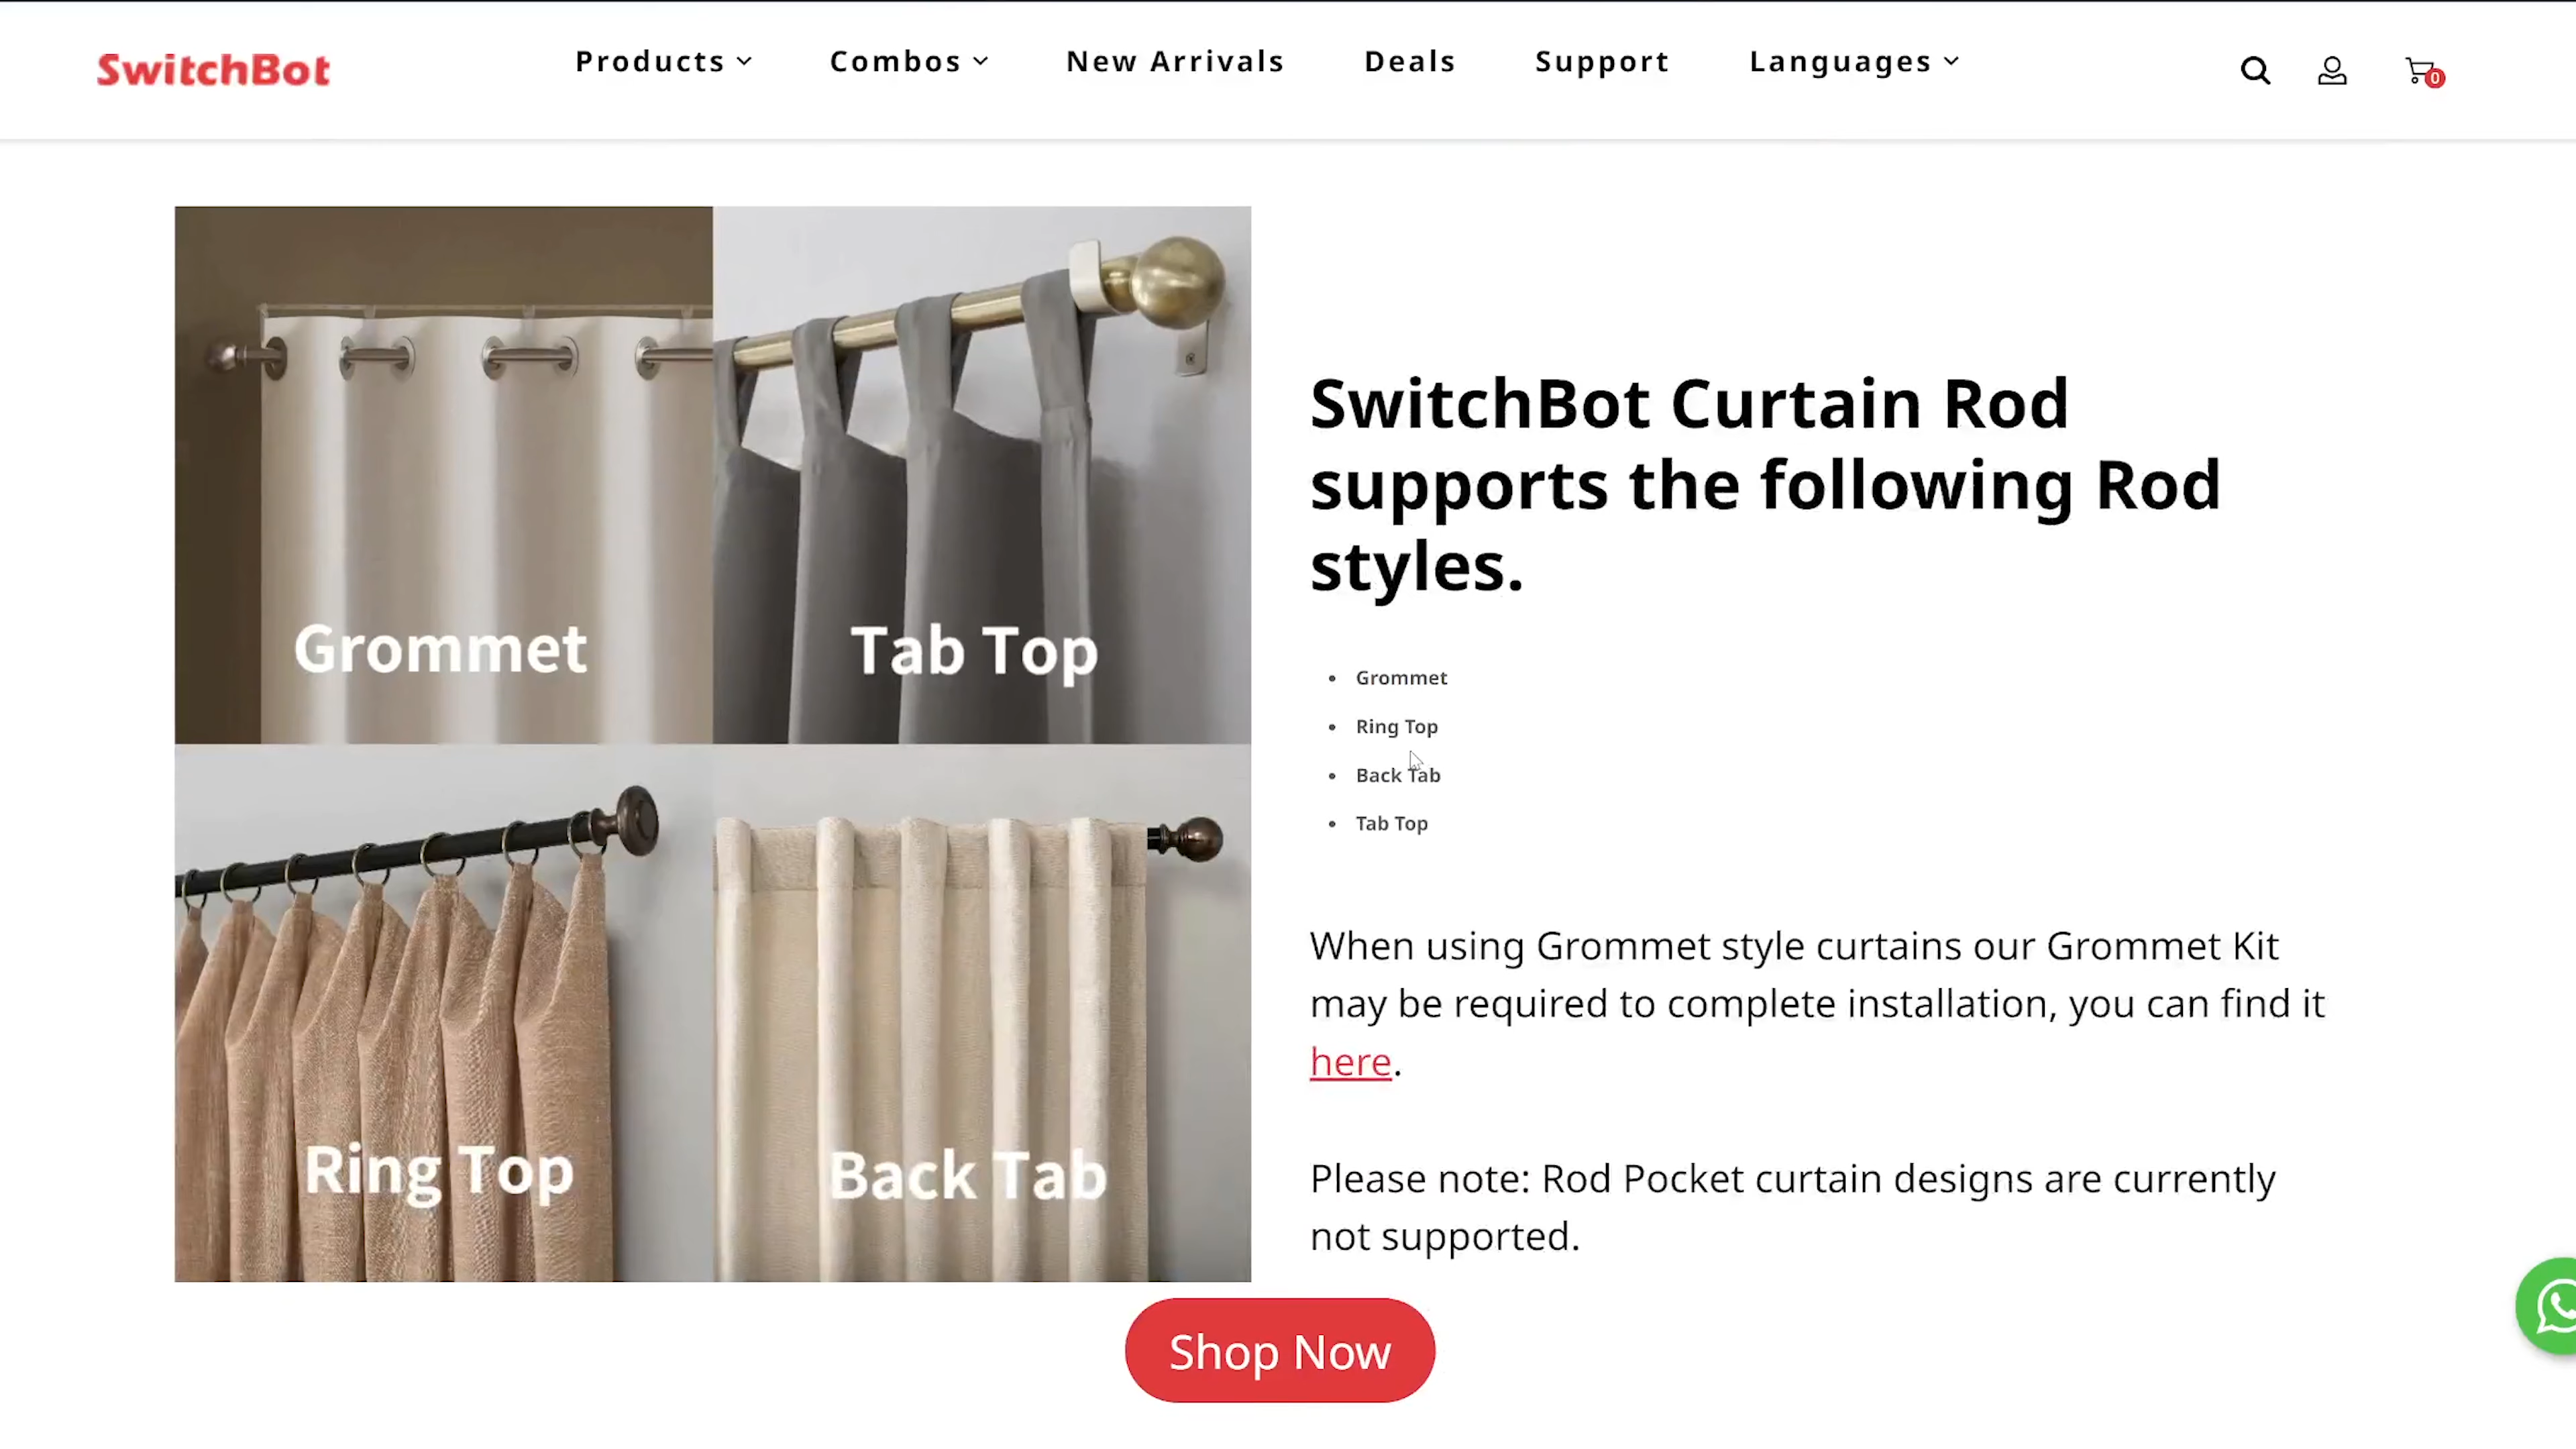 SwitchBot
Products
Combos
New Arrivals
Deals
Support
Languages
0
Grommet
Tab Top
Ring Top
Back Tab
SwitchBot Curtain Rod
supports the following Rod
styles.
• Grommet
• Ring Top
• Back Tab
• Tab Top
When using Grommet style curtains our Grommet Kit
may be required to complete installation, you can find it
here.
Please note: Rod Pocket curtain designs are currently
not supported.
Shop Now